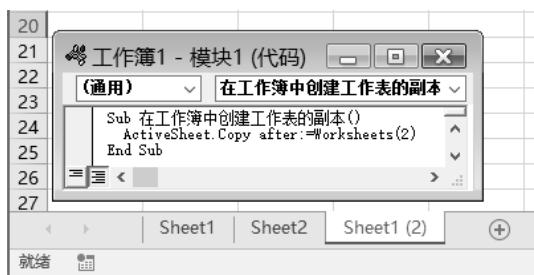 20
21
22
23
24
25
26
27
工作簿1 - 模块1 (代码)
(通用)
在工作簿中创建工作表的副本
Sub 在工作簿中创建工作表的副本()
ActiveSheet.Copy after:=Worksheets(2)
End Sub
Sheet1
Sheet2
Sheet1 (2)
就绪